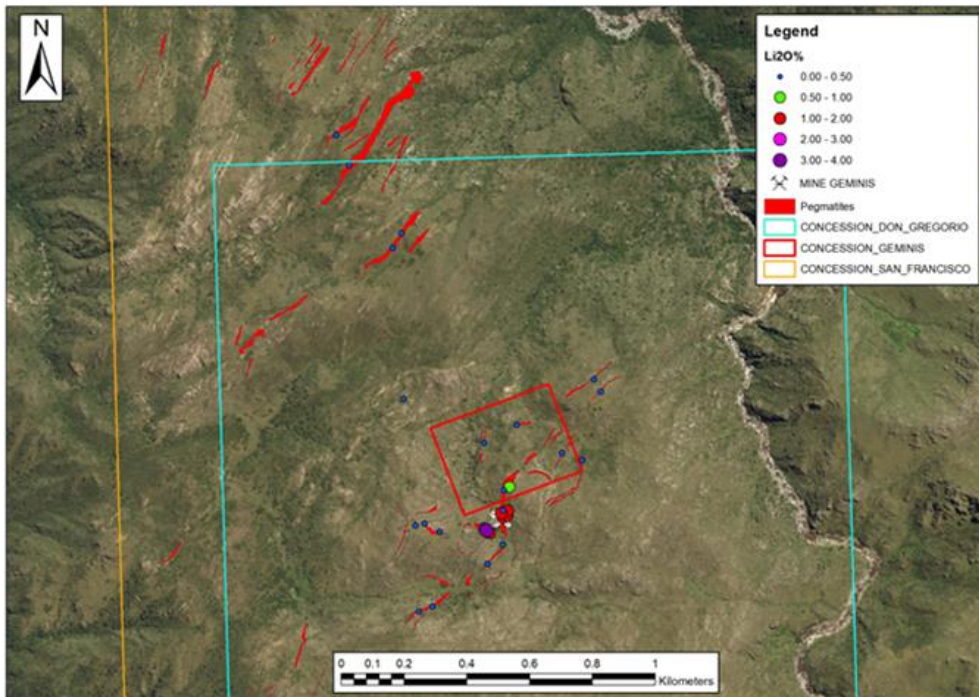 N
Legend
Li2O%
0.00 - 0.50
0.50 - 1.00
1.00 - 2.00
2.00 - 3.00
3.00 - 4.00
MINE GEMINIS
Pegmatites
CONCESSION_DON_GREGORIO
CONCESSION_GEMINIS
CONCESSION_SAN_FRANCISCO
0 0.1 0.2 0.4 0.6 0.8 1
Kilometers